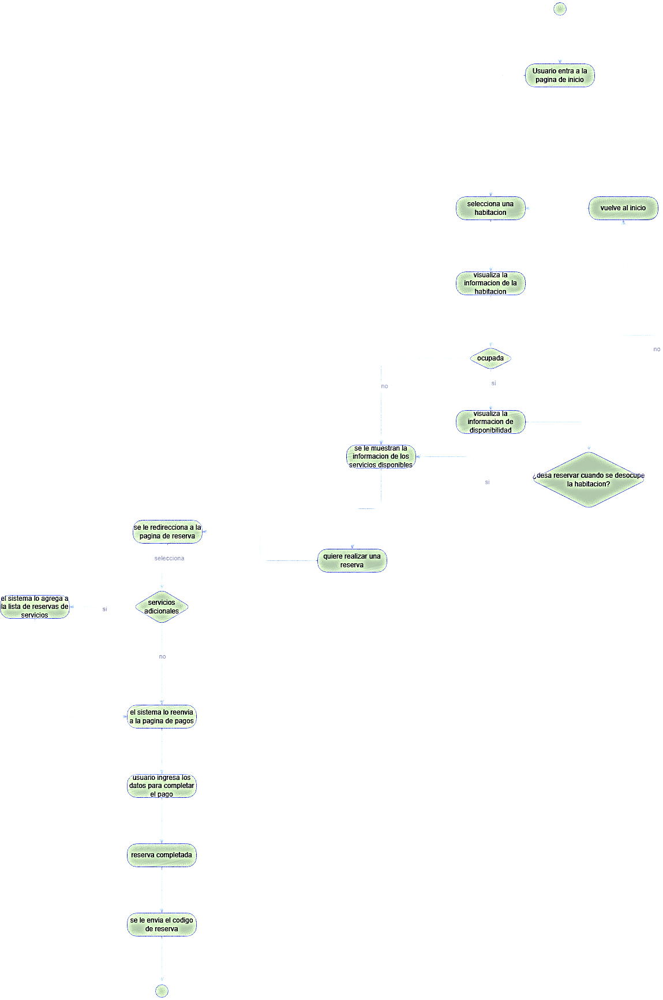 Usuario entra a la
pagina de inicio
selecciona una
habitacion
vuelve al inicio
visualiza la
informacion de la
habitacion
no
ocupada
si
no
visualiza la
informacion de
disponibilidad
se le muestran la
informacion de los
servicios disponibles
¿desa reservar cuando se desocupe
la habitacion?
si
se le redirecciona a la
pagina de reserva
selecciona
quiere realizar una
reserva
el sistema lo agrega a
la lista de reservas de
servicios
si
servicios
adicionales
no
el sistema lo reenvia
a la pagina de pagos
usuario ingresa los
datos para completar
el pago
reserva completada
se le envia el codigo
de reserva